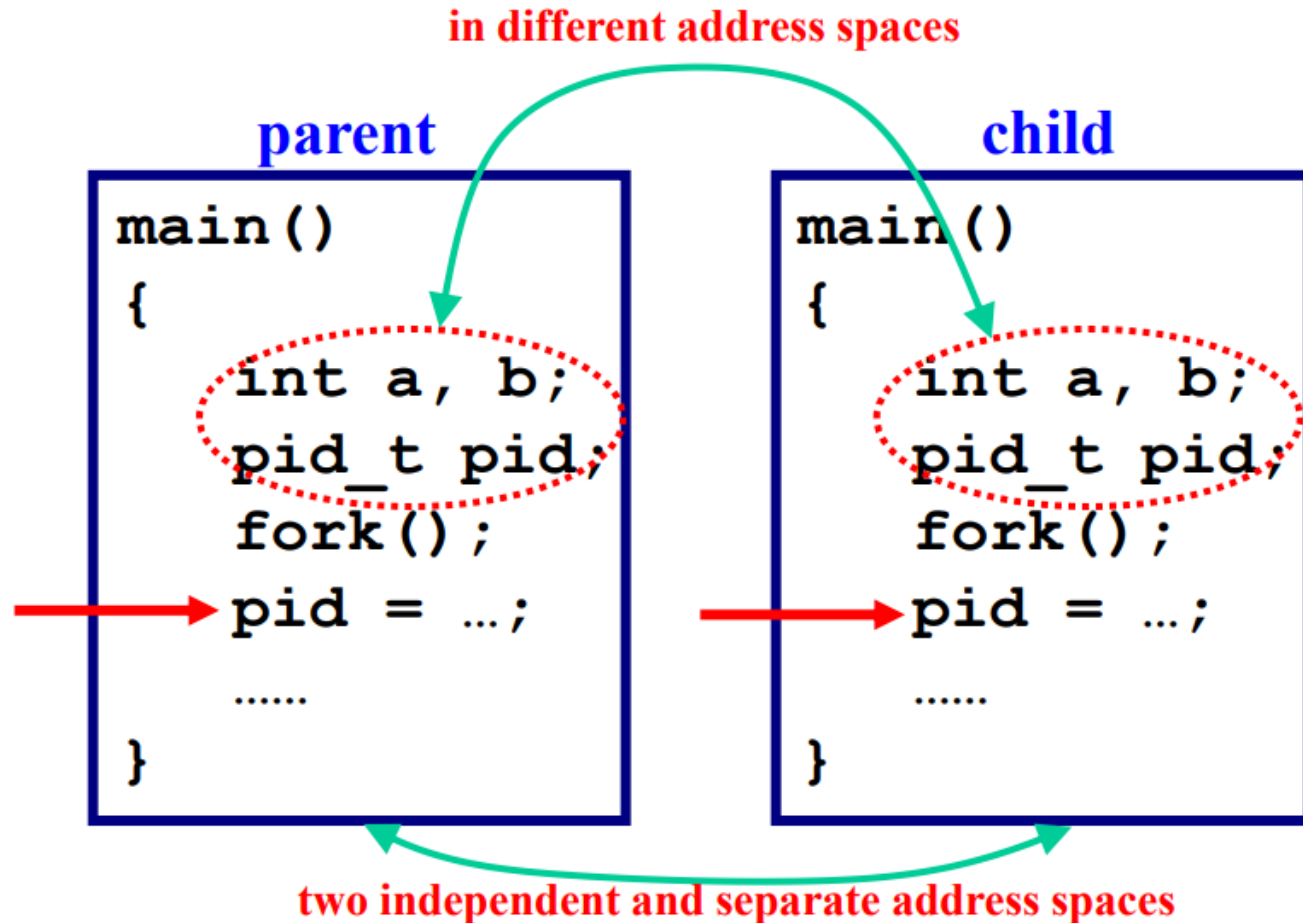 in different address spaces
parent
main()
{
int a, b;
pid_t pid;
fork();
pid = …;
……
}
child
main()
{
int a, b;
pid_t pid;
fork();
pid = …;
……
}
two independent and separate address spaces